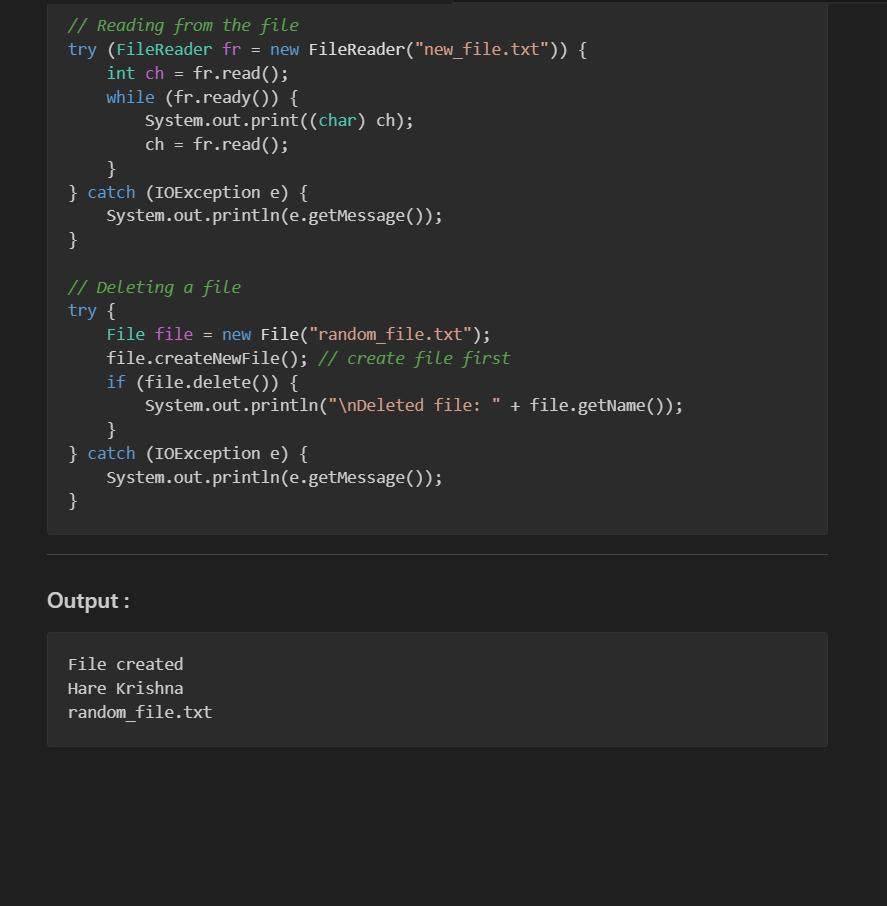 // Reading from the file
try (FileReader fr = new FileReader("new_file.txt")) {
    int ch = fr.read();
    while (fr.ready()) {
        System.out.print((char) ch);
        ch = fr.read();
    }
} catch (IOException e) {
    System.out.println(e.getMessage());
}

// Deleting a file
try {
    File file = new File("random_file.txt");
    file.createNewFile(); // create file first
    if (file.delete()) {
        System.out.println("\nDeleted file: " + file.getName());
    }
} catch (IOException e) {
    System.out.println(e.getMessage());
}

Output :
File created
Hare Krishna
random_file.txt